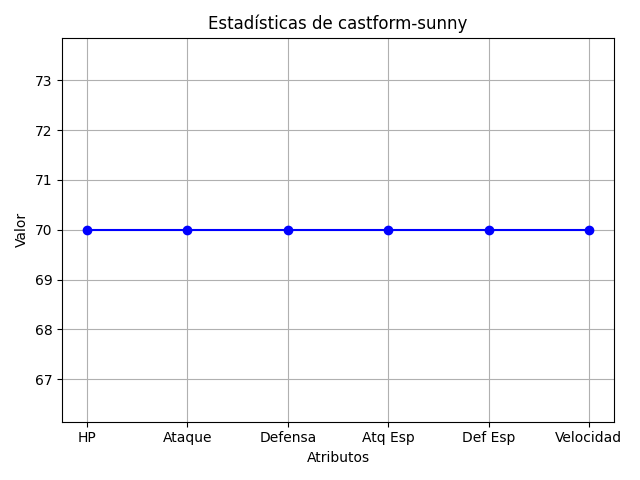 Estadísticas de castform-sunny
Valor
73
72
71
70
69
68
67
HP Ataque Defensa Atq Esp Def Esp Velocidad
Atributos